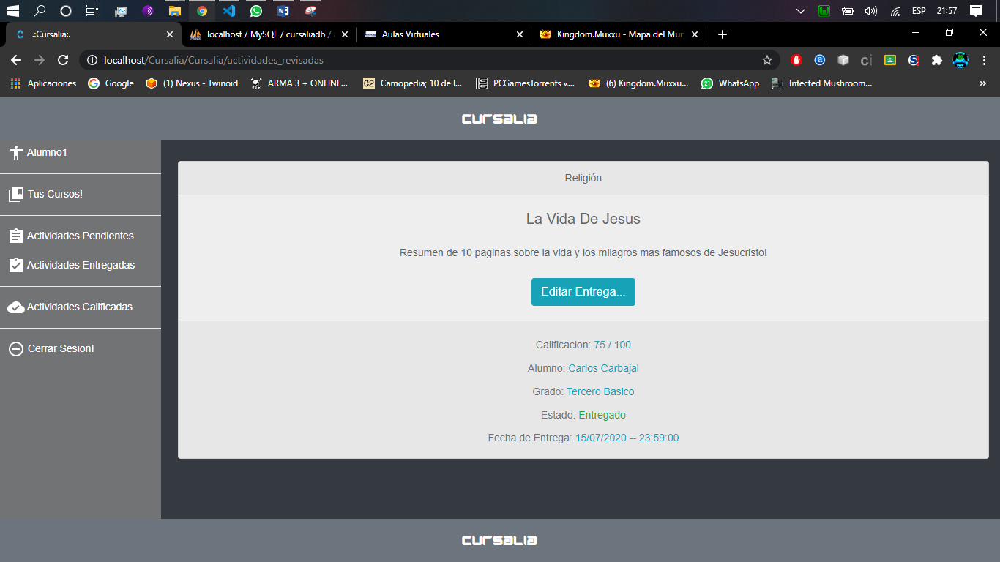 ESP 21:57
.:Cursalia:.
localhost / MySQL / cursaliadb /
Aulas Virtuales
Kingdom.Muxxu - Mapa del Mun
localhost/Cursalia/Cursalia/actividades_revisadas
Aplicaciones
Google
(1) Nexus - Twinoid
ARMA 3 + ONLINE...
Camopedia; 10 de l...
PCGamesTorrents «...
(6) Kingdom.Muxxu...
21
WhatsApp
Infected Mushroom...
cursalia
Alumno1
Tus Cursos!
Actividades Pendientes
Actividades Entregadas
Actividades Calificadas
Cerrar Sesion!
Religión
La Vida De Jesus
Resumen de 10 paginas sobre la vida y los milagros mas famosos de Jesucristo!
Editar Entrega...
Calificacion: 75 / 100
Alumno: Carlos Carbajal
Grado: Tercero Basico
Estado: Entregado
Fecha de Entrega: 15/07/2020 -- 23:59:00
cursalia